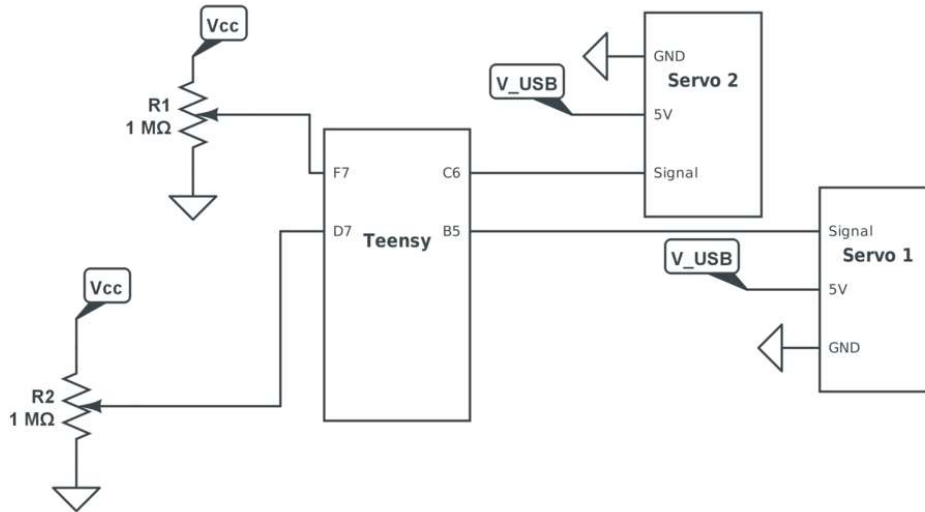 Vcc
R1
1 MΩ
GND
Servo 2
V_USB
5V
Signal
F7
C6
D7
Teensy
B5
Signal
Servo 1
V_USB
5V
GND
Vcc
R2
1 MΩ